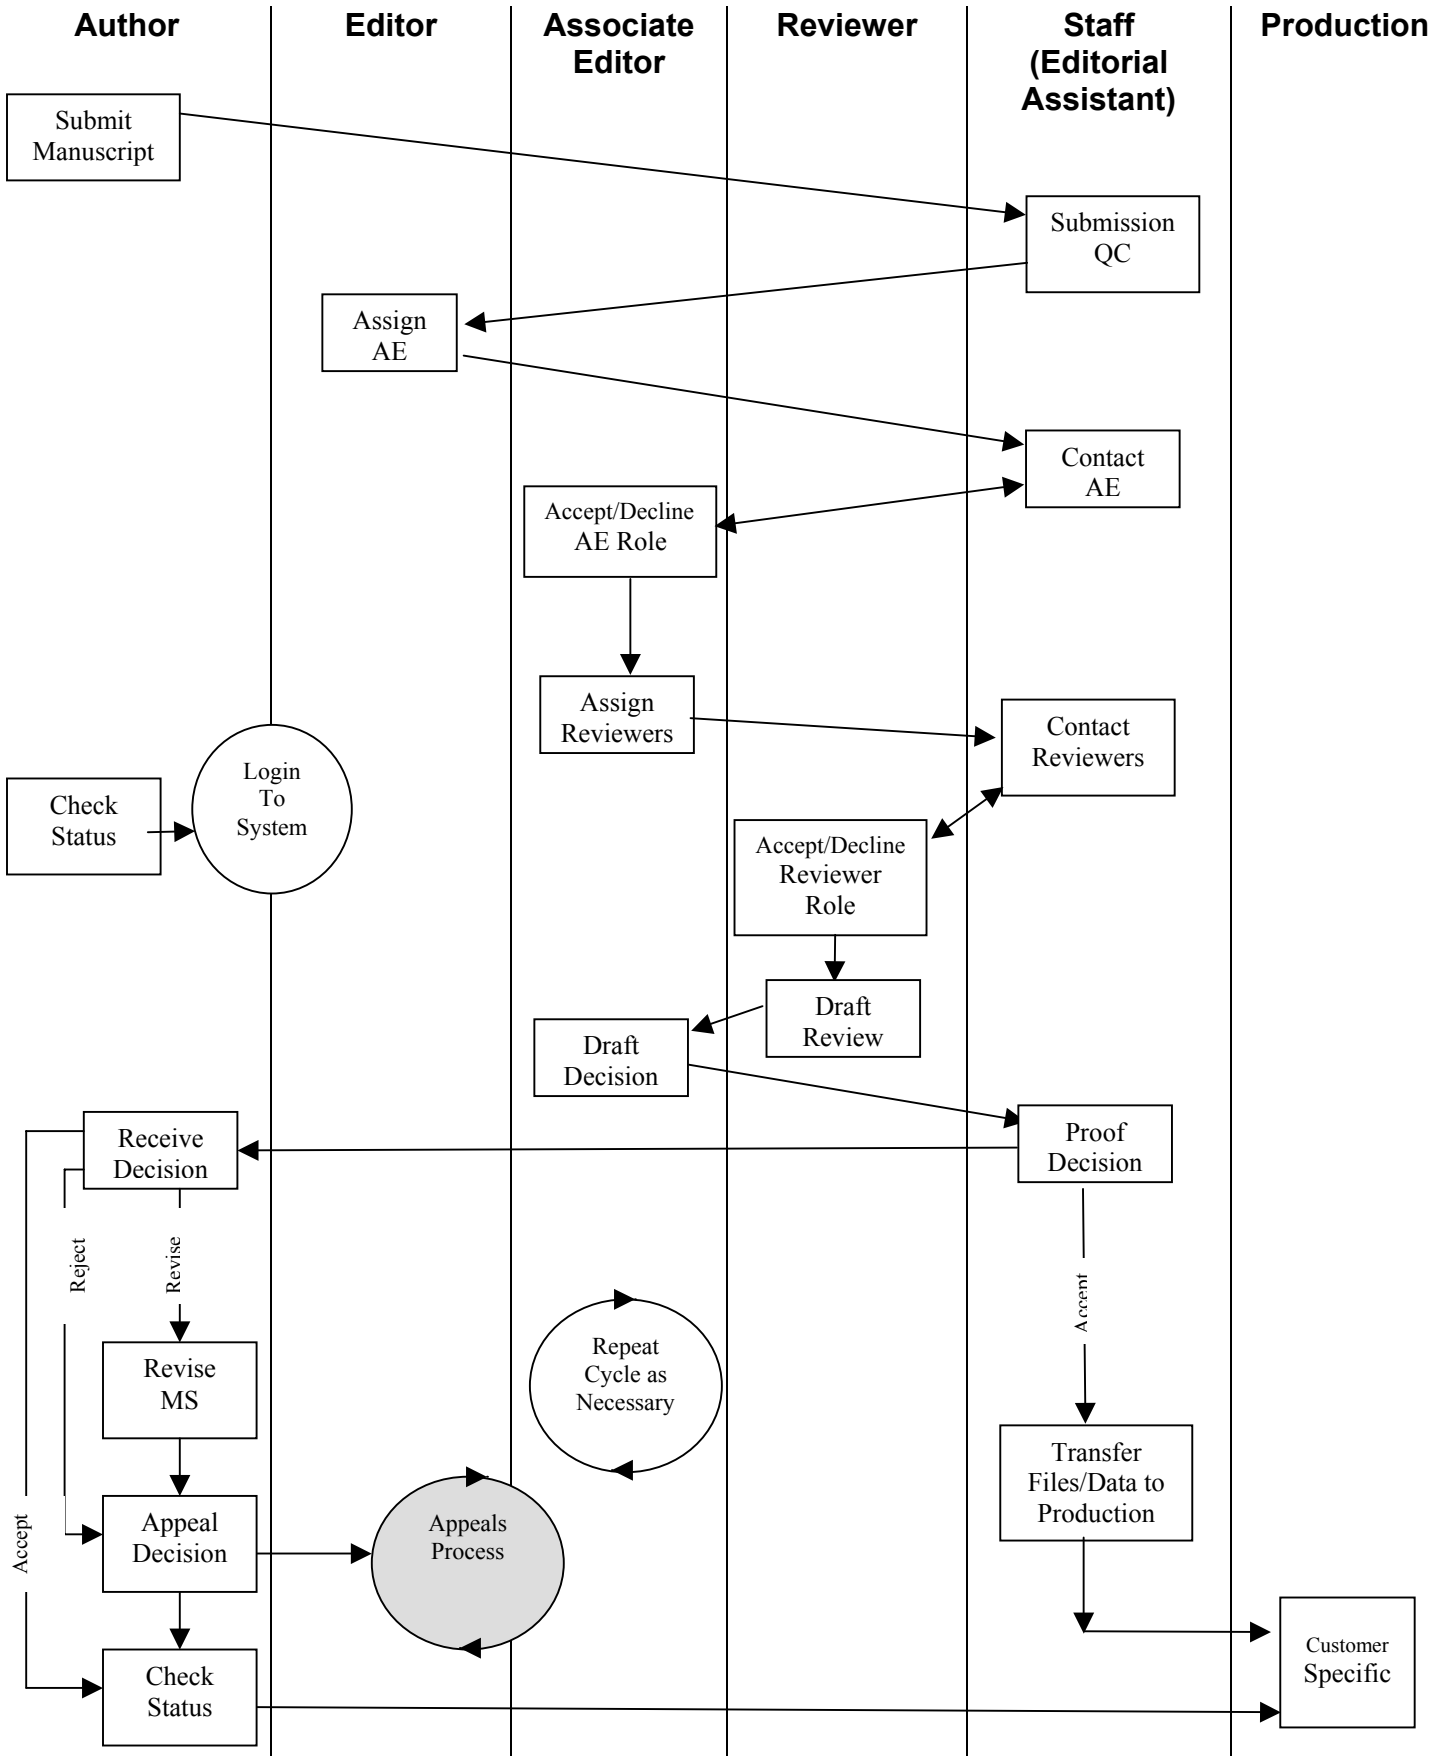 Author
Editor
Associate
Editor
Reviewer
Staff
(Editorial
Assistant)
Production
Submit
Manuscript
Submission
QC
Assign
AE
Contact
AE
Accept/Decline
AE Role
Assign
Reviewers
Contact
Reviewers
Login
To
System
Check
Status
Accept/Decline
Reviewer
Role
Draft
Review
Draft
Decision
Receive
Decision
Proof
Decision
Reject
Revise
Accept
Repeat
Cycle as
Necessary
Revise
MS
Transfer
Files/Data to
Production
Accept
Appeal
Decision
Appeals
Process
Check
Status
Customer
Specific